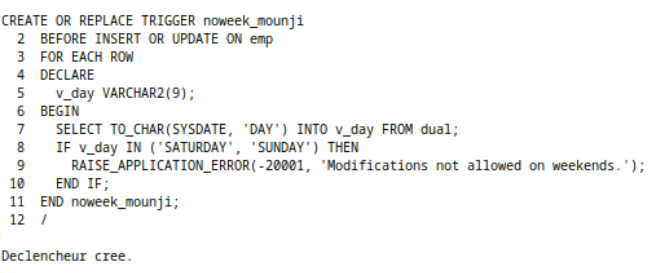 CREATE OR REPLACE TRIGGER noweek_mounji
  2  BEFORE INSERT OR UPDATE ON emp
  3  FOR EACH ROW
  4  DECLARE
  5    v_day VARCHAR2(9);
  6  BEGIN
  7    SELECT TO_CHAR(SYSDATE, 'DAY') INTO v_day FROM dual;
  8    IF v_day IN ('SATURDAY', 'SUNDAY') THEN
  9      RAISE_APPLICATION_ERROR(-20001, 'Modifications not allowed on weekends.');
 10    END IF;
 11  END noweek_mounji;
 12  /
Declencheur cree.